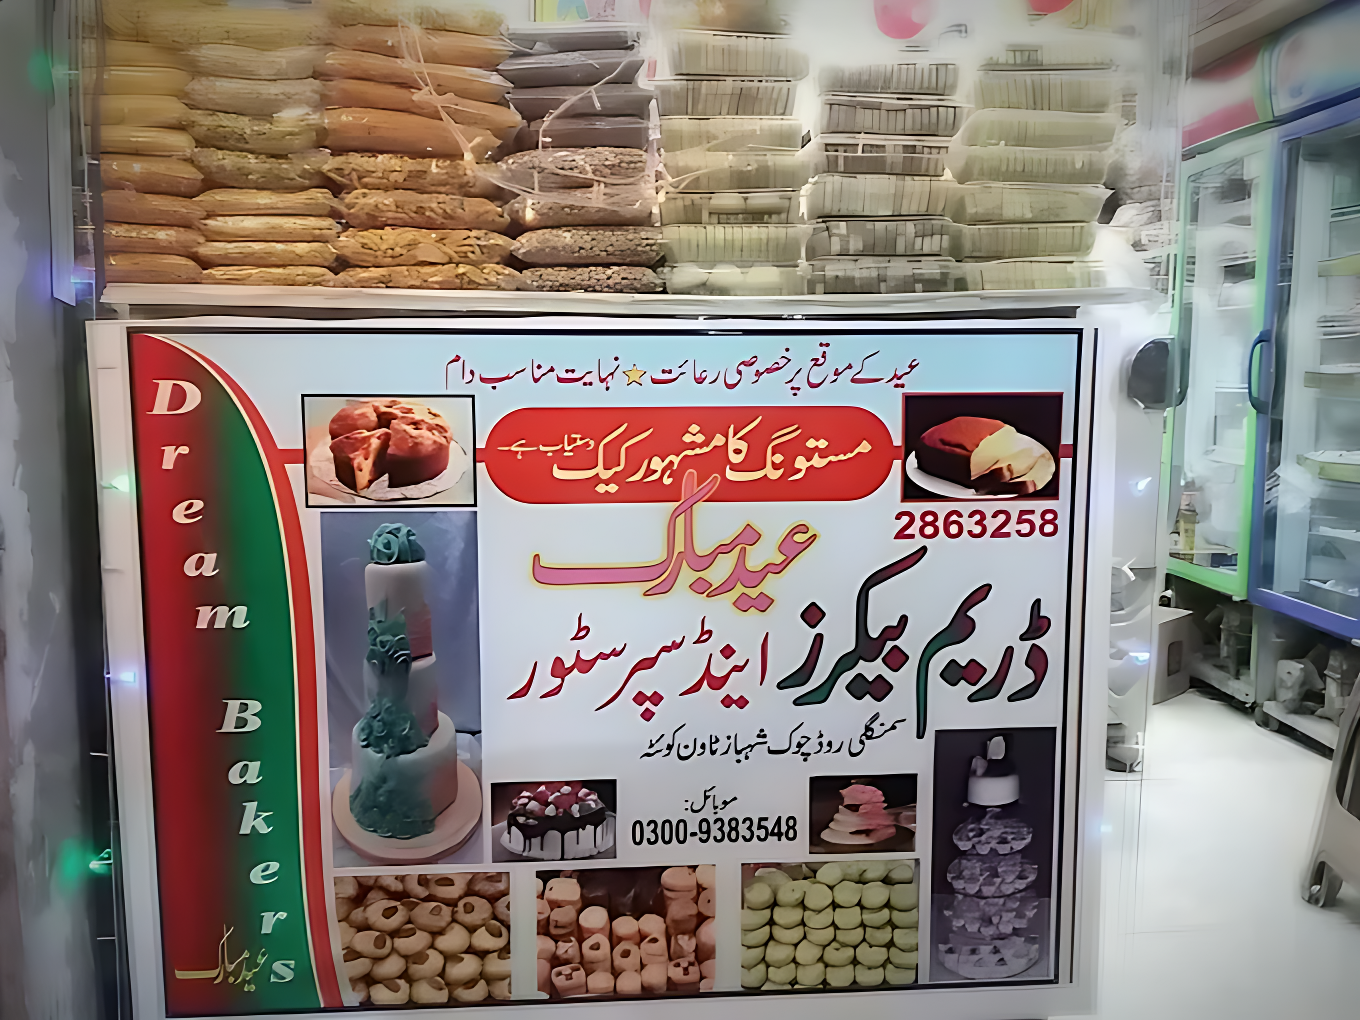 عید کے موقع پر خصوصی رعائت ☆ نہایت مناسب دام
مستونگ کا مشہور کیک دستیاب ہے۔
2863258
عید مبارک
ڈریم بیکرز اینڈ سپر سٹور
سمنگلی روڈ چوک شہباز ٹاون کوئٹہ
موبائل:
0300-9383548
Dream Bakers
عید مبارک